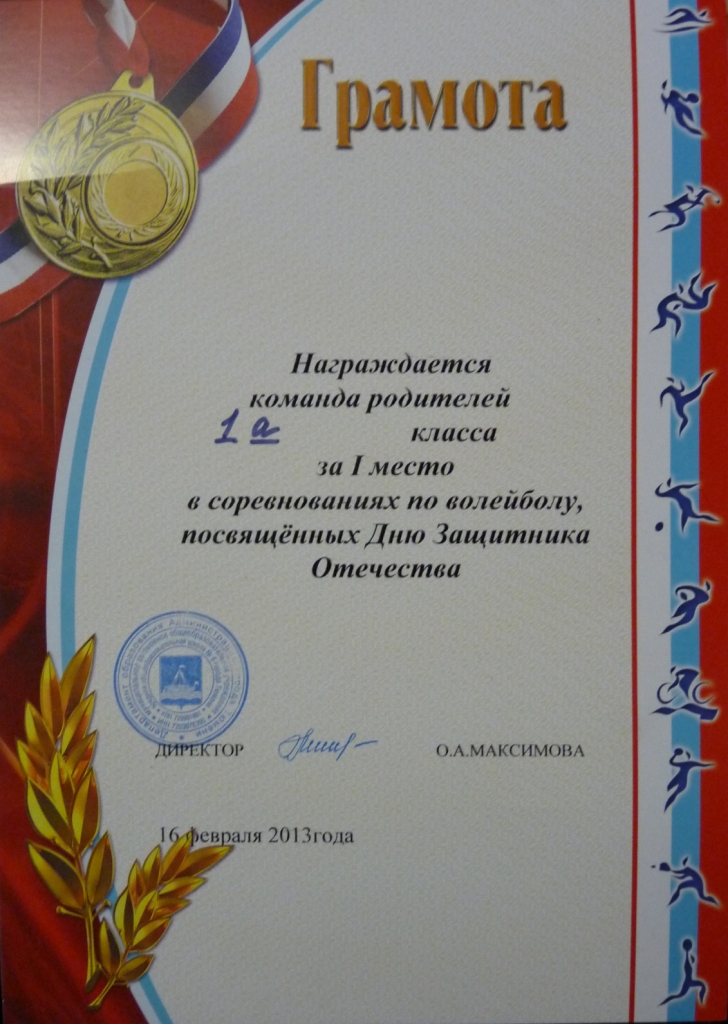 Грамота
Награждается
команда родителей
1 а класса
за I место
в соревнованиях по волейболу,
посвящённых Дню Защитника
Отечества
ДИРЕКТОР О.А.МАКСИМОВА
16 февраля 2013года